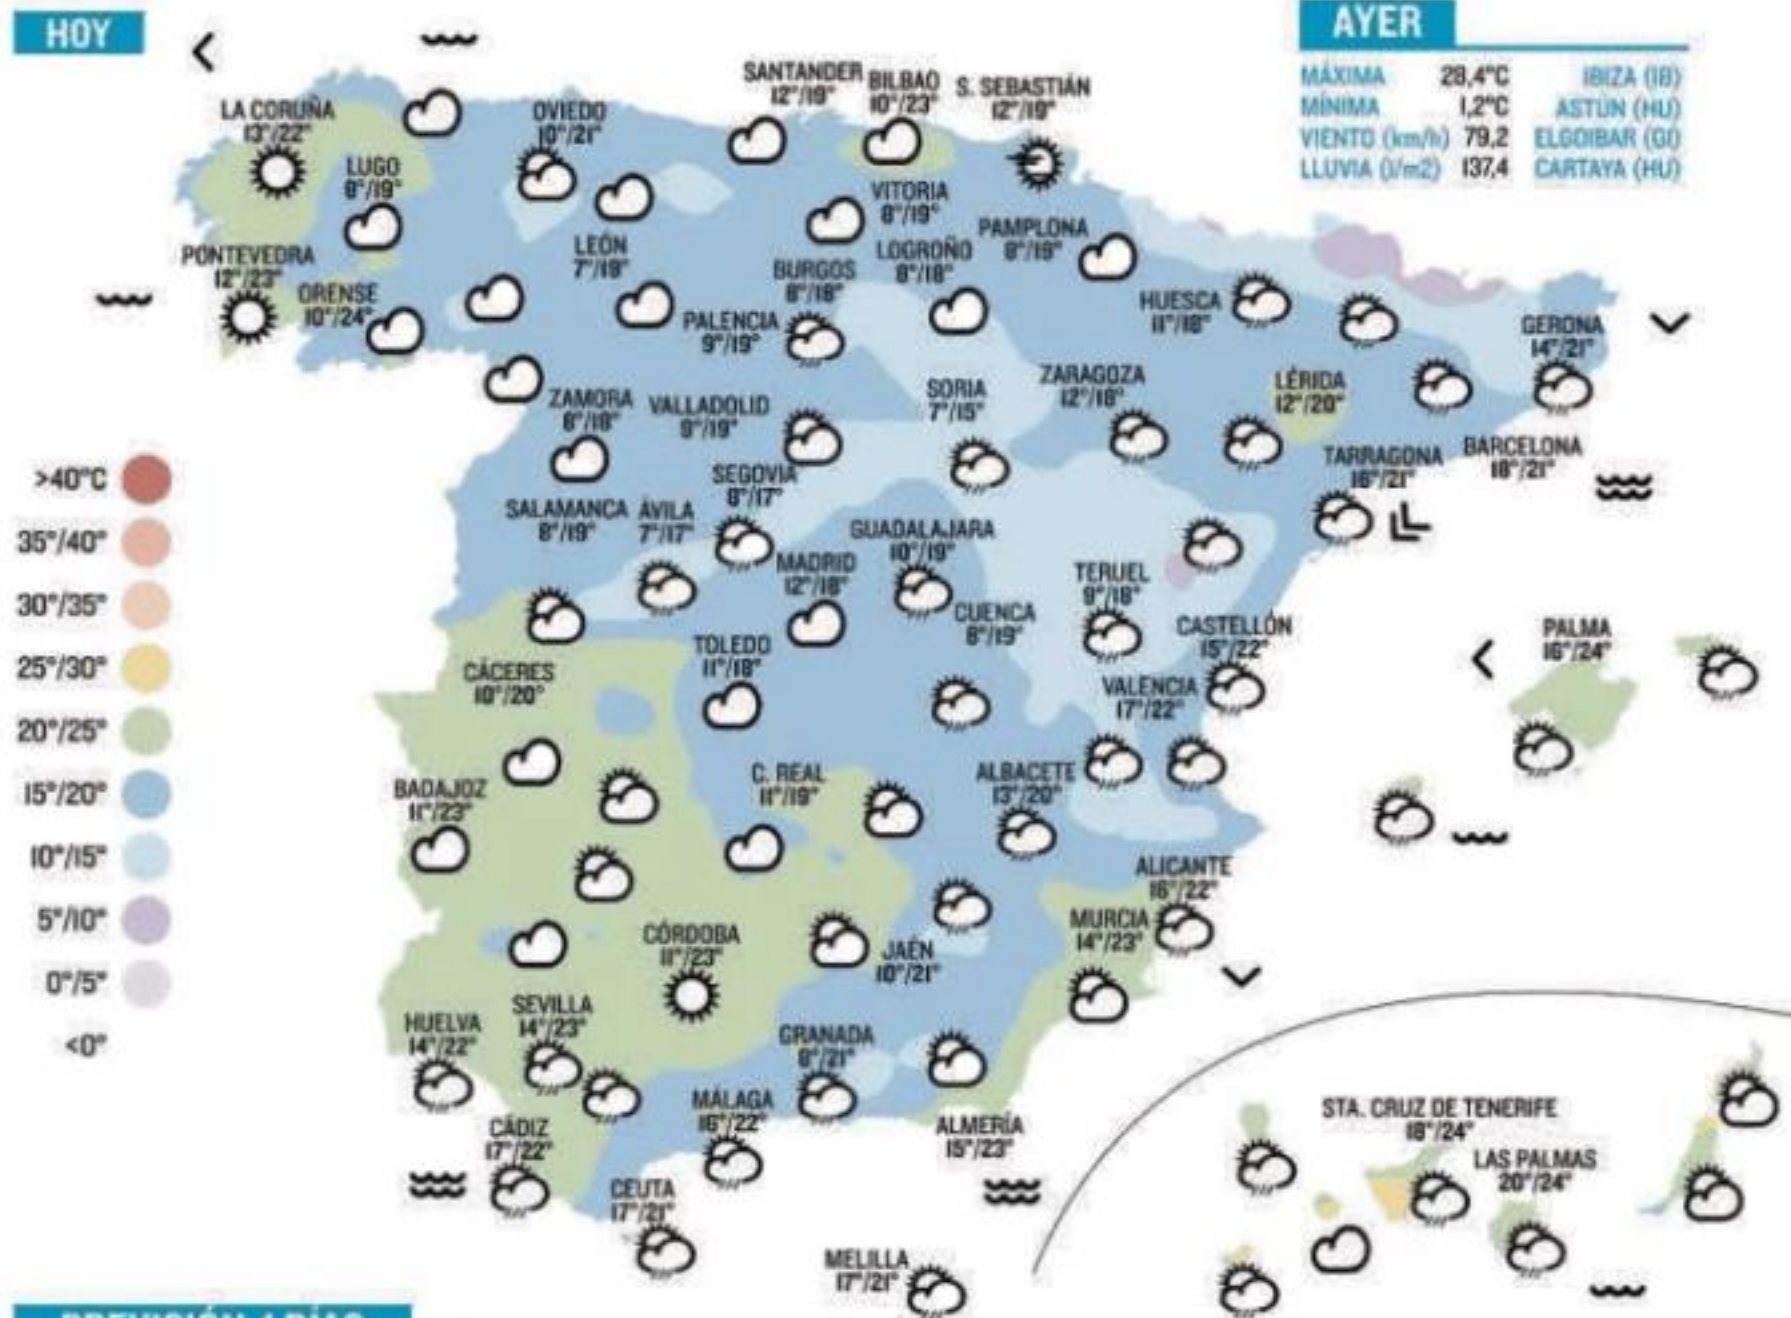 HOY
AYER
MÁXIMA 28,4°C IBIZA (IB)
MÍNIMA 1,2°C ASTÚN (HU)
VIENTO (km/h) 79,2 ELGOIBAR (GI)
LLUVIA (l/m2) 137,4 CARTAYA (HU)
SANTANDER
12°/19°
BILBAO
10°/23°
S. SEBASTIÁN
12°/19°
LA CORUÑA
13°/22°
OVIEDO
10°/21°
LUGO
8°/19°
VITORIA
8°/19°
PAMPLONA
8°/19°
PONTEVEDRA
12°/23°
LEÓN
7°/19°
BURGOS
8°/18°
LOGROÑO
8°/18°
ORENSE
10°/24°
PALENCIA
9°/19°
HUESCA
11°/18°
GERONA
14°/21°
ZAMORA
8°/18°
VALLADOLID
9°/19°
SORIA
7°/15°
ZARAGOZA
12°/18°
LÉRIDA
12°/20°
SEGOVIA
8°/17°
TARRAGONA
16°/21°
BARCELONA
18°/21°
SALAMANCA
8°/19°
ÁVILA
7°/17°
MADRID
12°/18°
GUADALAJARA
10°/19°
TERUEL
9°/18°
CUENCA
8°/19°
CASTELLÓN
15°/22°
PALMA
16°/24°
CÁCERES
10°/20°
TOLEDO
11°/18°
VALENCIA
17°/22°
BADAJOZ
11°/23°
C. REAL
11°/19°
ALBACETE
13°/20°
ALICANTE
16°/22°
MURCIA
14°/23°
CÓRDOBA
11°/23°
JAÉN
10°/21°
HUELVA
14°/22°
SEVILLA
14°/23°
GRANADA
8°/21°
CÁDIZ
17°/22°
MÁLAGA
16°/22°
ALMERÍA
15°/23°
CEUTA
17°/21°
MELILLA
17°/21°
STA. CRUZ DE TENERIFE
18°/24°
LAS PALMAS
20°/24°
>40°C
35°/40°
30°/35°
25°/30°
20°/25°
15°/20°
10°/15°
5°/10°
0°/5°
<0°
PREVISIÓN 4 DÍAS